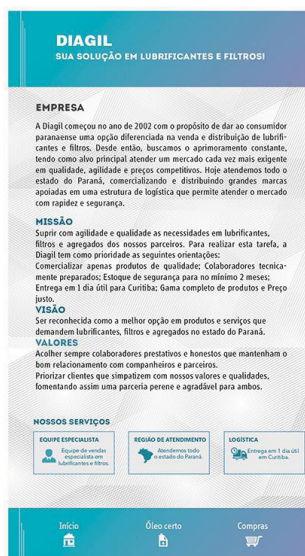 DIAGIL
SUA SOLUÇÃO EM LUBRIFICANTES E FILTROS!
EMPRESA
A Diagil começou no ano de 2002 com o propósito de dar ao consumidor
paranaense uma opção diferenciada na venda e distribuição de lubrifi-
cantes e filtros. Desde então, buscamos o aprimoramento constante,
tendo como alvo principal atender um mercado cada vez mais exigente
em qualidade, agilidade e preços competitivos. Hoje atendemos todo o
estado do Paraná, comercializando e distribuindo grandes marcas
apoiadas em uma estrutura de logística que permite atender o mercado
com rapidez e segurança.
MISSÃO
Suprir com agilidade e qualidade as necessidades em lubrificantes,
filtros e agregados dos nossos parceiros. Para realizar esta tarefa, a
Diagil tem como prioridade as seguintes orientações:
Comercializar apenas produtos de qualidade; Colaboradores tecnica-
mente preparados; Estoque de segurança para no mínimo 2 meses;
Entrega em 1 dia útil para Curitiba; Gama completo de produtos e Preço
justo.
VISÃO
Ser reconhecida como a melhor opção em produtos e serviços que
demandem lubrificantes, filtros e agregados no estado do Paraná.
VALORES
Acolher sempre colaboradores prestativos e honestos que mantenham o
bom relacionamento com companheiros e parceiros.
Priorizar clientes que simpatizem com nossos valores e qualidades,
fomentando assim uma parceria perene e agradável para ambos.
NOSSOS SERVIÇOS
EQUIPE ESPECIALISTA
Equipe de vendas
especialista em
lubrificantes e filtros.
REGIÃO DE ATENDIMENTO
Atendemos todo
o estado do Paraná.
LOGÍSTICA
Entrega em 1 dia útil
em Curitiba.
Início
Óleo certo
Compras